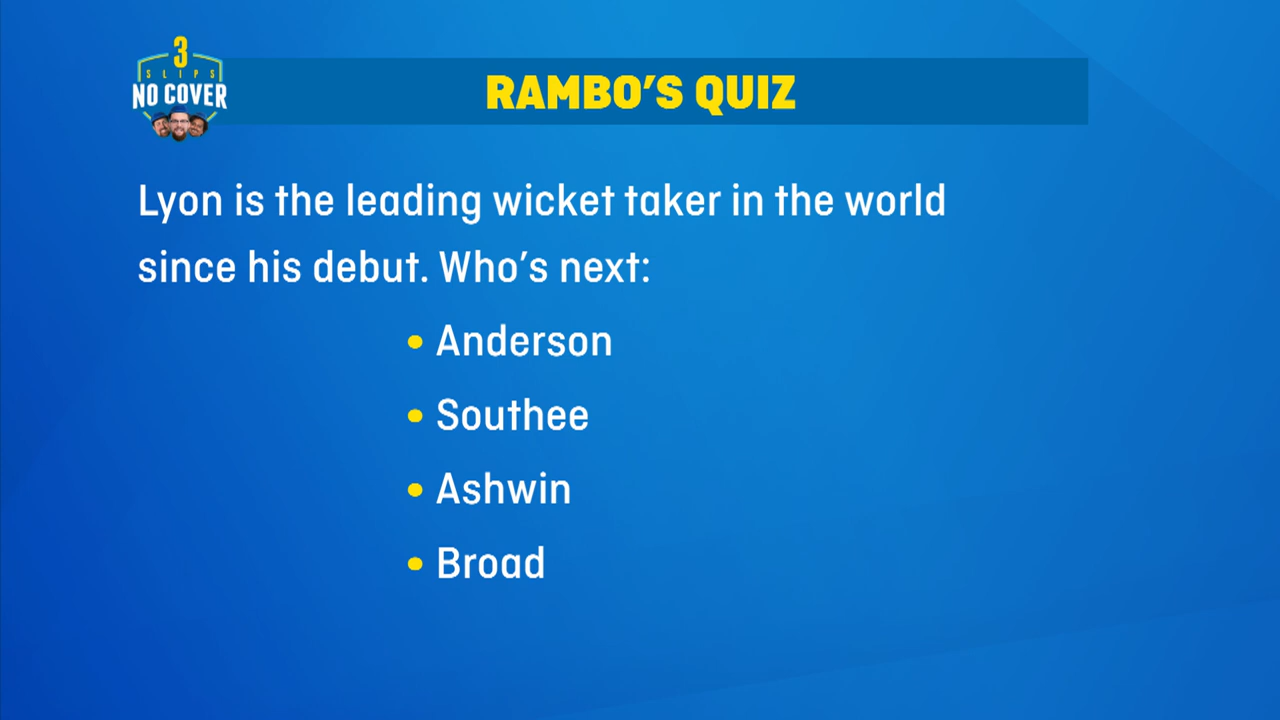 3
SLIPS
NO COVER
RAMBO'S QUIZ
Lyon is the leading wicket taker in the world
since his debut. Who's next:
• Anderson
• Southee
• Ashwin
• Broad